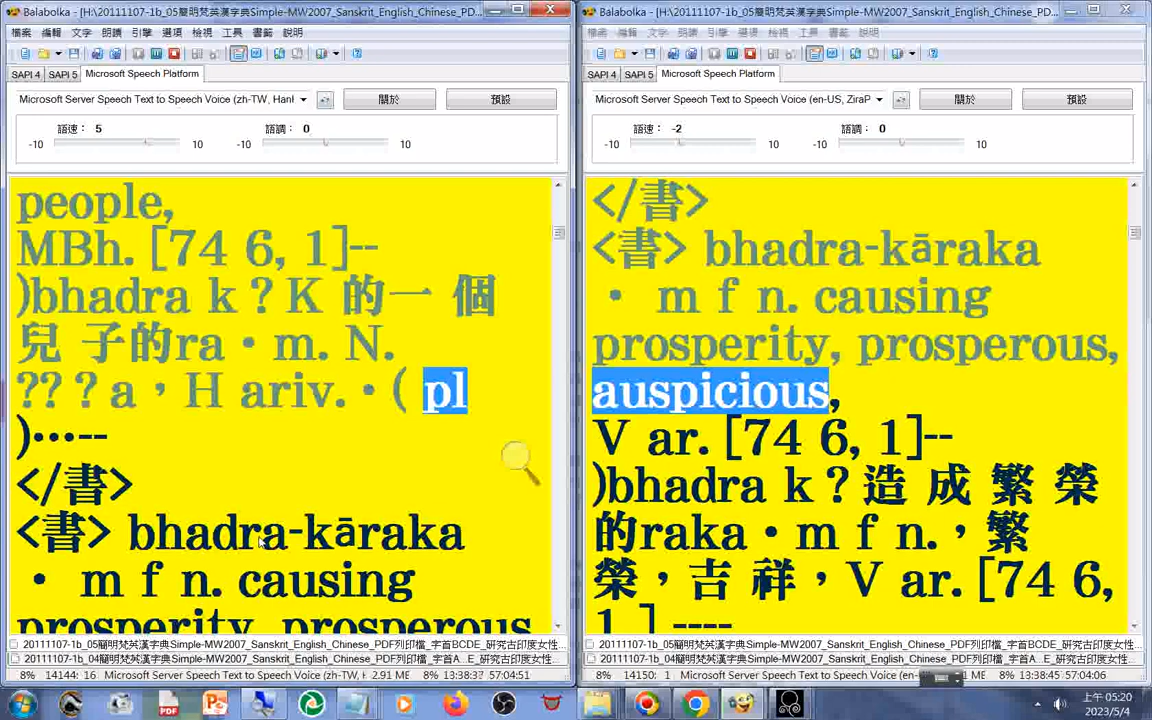 Balabolka - [H:\20111107-1b_05簡明梵英漢字典Simple-MW2007_Sanskrit_English_Chinese_PD...
檔案 編輯 文字 朗讀 引擎 選項 檢視 工具 書籤 說明
SAPI 4 SAPI 5 Microsoft Speech Platform
Microsoft Server Speech Text to Speech Voice (zh-TW, Hanl
關於 預設
語速： 5 語調： 0
-10 10 -10 10
people,
MBh. [74 6, 1]--
)bhadra k？K 的一 個
兒 子的ra‧m. N.
??？a，H ariv.‧( pl
)…--
</書>
<書> bhadra-kāraka
‧ m f n. causing
prosperity, prosperous
20111107-1b_05簡明梵英漢字典Simple-MW2007_Sanskrit_English_Chinese_PDF列印檔_字首BCDE_研究古印度女性...
20111107-1b_04簡明梵英漢字典Simple-MW2007_Sanskrit_English_Chinese_PDF列印檔_字首A...E_研究古印度女性...
8% 14144: 16 Microsoft Server Speech Text to Speech Voice (zh-TW, H 2.91 ME 8% 13:38:37 57:04:51
Balabolka - [H:\20111107-1b_05簡明梵英漢字典Simple-MW2007_Sanskrit_English_Chinese_PD...
檔案 編輯 文字 朗讀 引擎 選項 檢視 工具 書籤 說明
SAPI 4 SAPI 5 Microsoft Speech Platform
Microsoft Server Speech Text to Speech Voice (en-US, ZiraP
關於 預設
語速： -2 語調： 0
-10 10 -10 10
</書>
<書> bhadra-kāraka
‧ m f n. causing
prosperity, prosperous,
auspicious,
V ar. [74 6, 1]--
)bhadra k？造 成 繁 榮
的raka‧m f n.，繁
榮，吉 祥，V ar. [74 6,
1 ] ----
20111107-1b_05簡明梵英漢字典Simple-MW2007_Sanskrit_English_Chinese_PDF列印檔_字首BCDE_研究古印度女性...
20111107-1b_04簡明梵英漢字典Simple-MW2007_Sanskrit_English_Chinese_PDF列印檔_字首A...E_研究古印度女性...
8% 14150: 1 Microsoft Server Speech Text to Speech Voice (en-U ME 8% 13:38:45 57:04:06
上午 05:20
2023/5/4